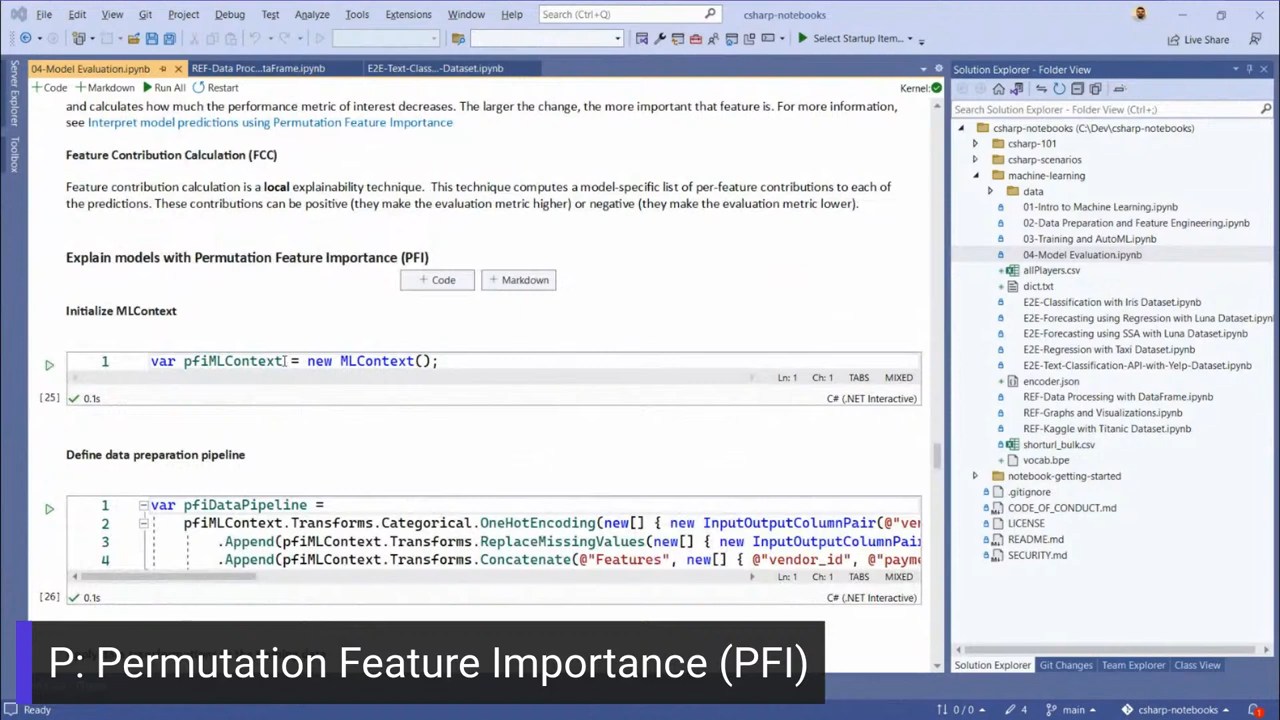 File Edit View Git Project Debug Test Analyze Tools Extensions Window Help Search (Ctrl+Q) csharp-notebooks
Select Startup Item... Live Share
04-Model Evaluation.ipynb REF-Data Proc...taFrame.ipynb E2E-Text-Class...-Dataset.ipynb
Server Explorer
Toolbox
+ Code + Markdown Run All Restart Kernel:
and calculates how much the performance metric of interest decreases. The larger the change, the more important that feature is. For more information,
see Interpret model predictions using Permutation Feature Importance
Feature Contribution Calculation (FCC)
Feature contribution calculation is a local explainability technique. This technique computes a model-specific list of per-feature contributions to each of
the predictions. These contributions can be positive (they make the evaluation metric higher) or negative (they make the evaluation metric lower).
Explain models with Permutation Feature Importance (PFI)
+ Code + Markdown
Initialize MLContext
1 var pfiMLContext = new MLContext();
Ln: 1 Ch: 1 TABS MIXED
[25] 0.1s C# (.NET Interactive)
Define data preparation pipeline
1 var pfiDataPipeline =
2 pfiMLContext.Transforms.Categorical.OneHotEncoding(new[] { new InputOutputColumnPair(@"ve
3 .Append(pfiMLContext.Transforms.ReplaceMissingValues(new[] { new InputOutputColumnPai
4 .Append(pfiMLContext.Transforms.Concatenate(@"Features", new[] { @"vendor_id", @"payme
Ln: 1 Ch: 1 TABS MIXED
[26] 0.1s C# (.NET Interactive)
P: Permutation Feature Importance (PFI)
Solution Explorer - Folder View
Search Solution Explorer - Folder View (Ctrl+;)
csharp-notebooks (C:\Dev\csharp-notebooks)
csharp-101
csharp-scenarios
machine-learning
data
01-Intro to Machine Learning.ipynb
02-Data Preparation and Feature Engineering.ipynb
03-Training and AutoML.ipynb
04-Model Evaluation.ipynb
allPlayers.csv
dict.txt
E2E-Classification with Iris Dataset.ipynb
E2E-Forecasting using Regression with Luna Dataset.ipynb
E2E-Forecasting using SSA with Luna Dataset.ipynb
E2E-Regression with Taxi Dataset.ipynb
E2E-Text-Classification-API-with-Yelp-Dataset.ipynb
encoder.json
REF-Data Processing with DataFrame.ipynb
REF-Graphs and Visualizations.ipynb
REF-Kaggle with Titanic Dataset.ipynb
shorturl_bulk.csv
vocab.bpe
notebook-getting-started
.gitignore
CODE_OF_CONDUCT.md
LICENSE
README.md
SECURITY.md
Solution Explorer Git Changes Team Explorer Class View
Ready 0 / 0 4 main csharp-notebooks 1